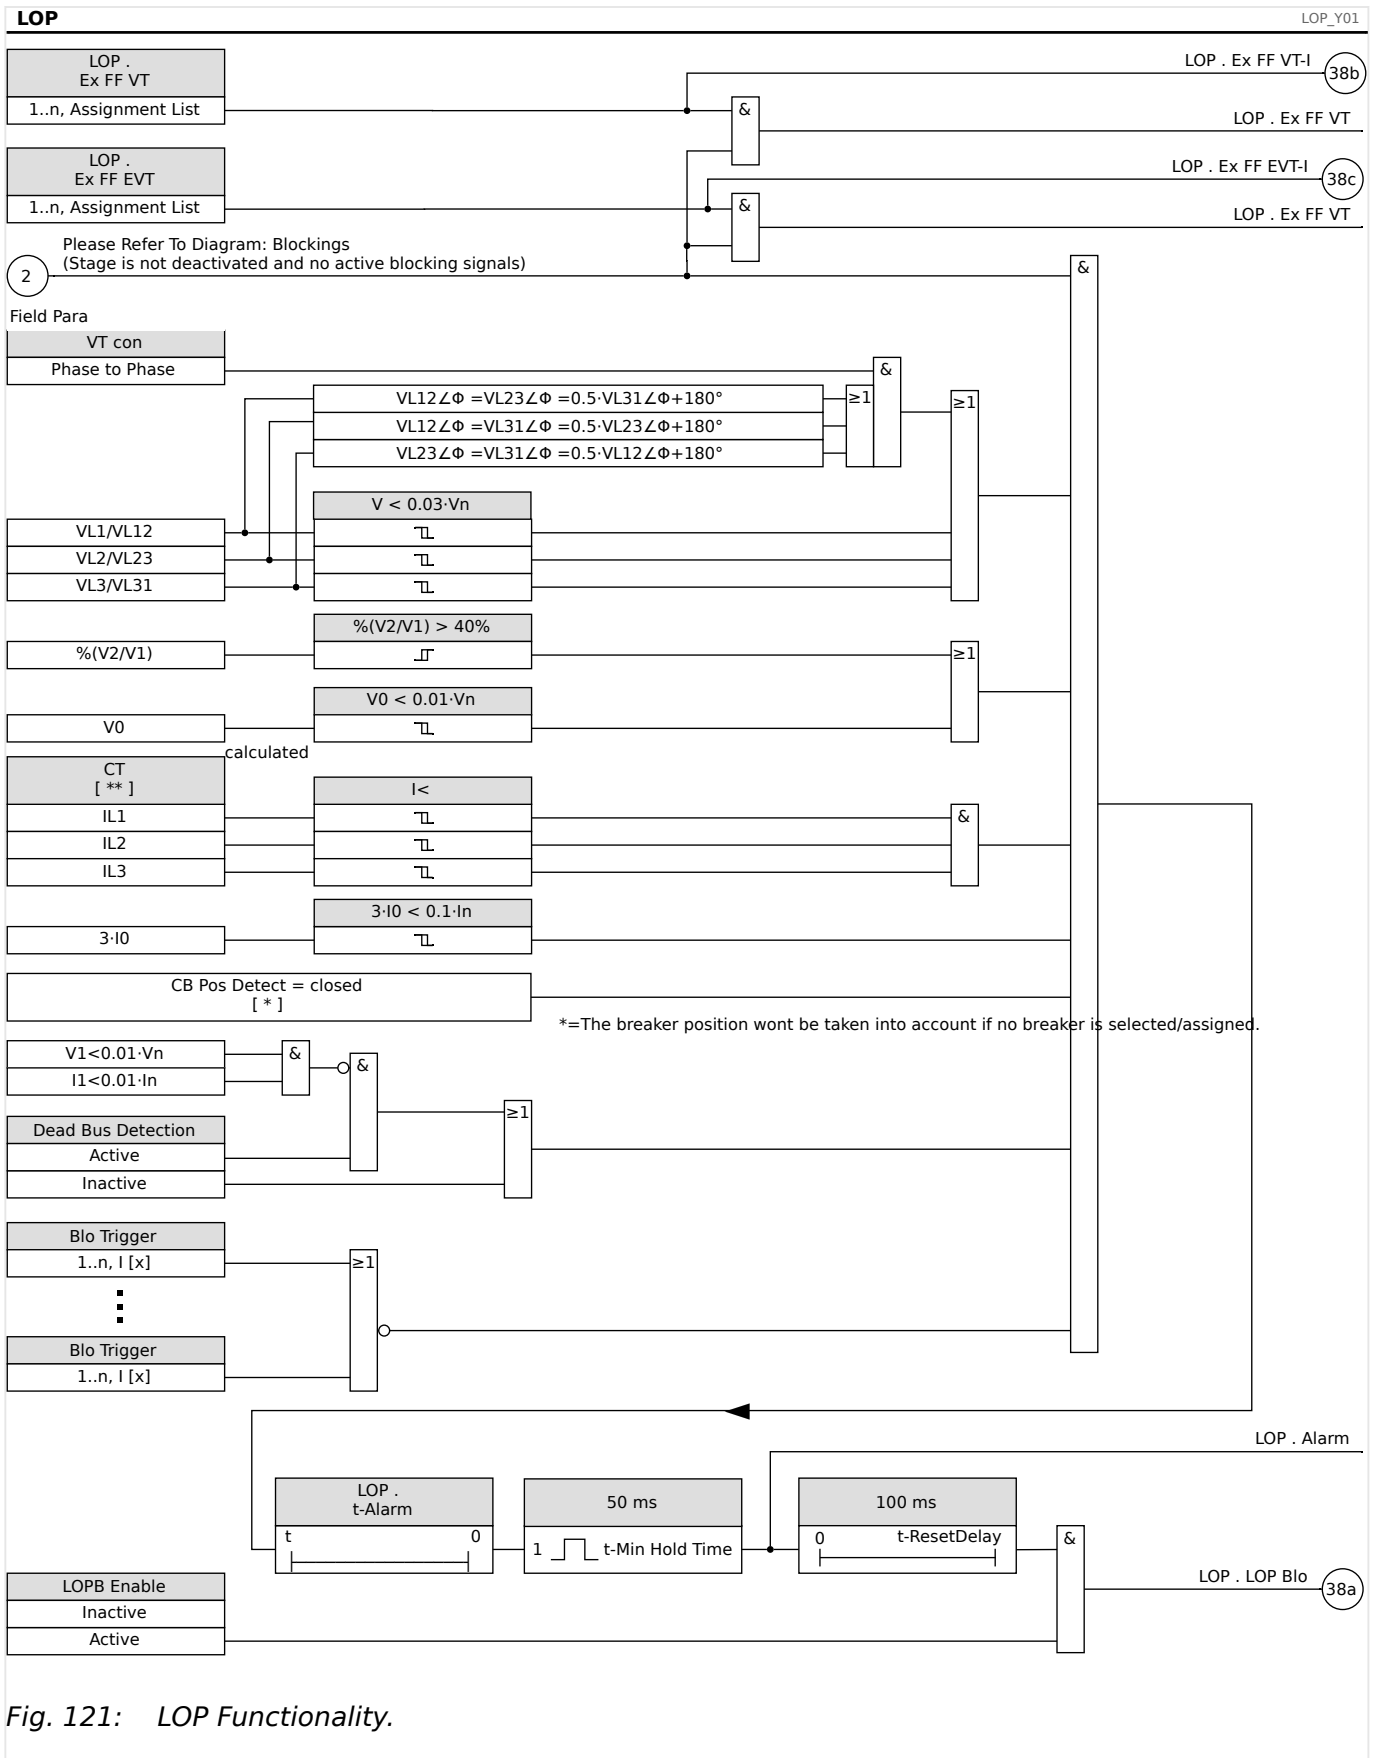 LOP
LOP_Y01
LOP .
Ex FF VT
1..n, Assignment List
LOP . Ex FF VT-I
38b
&
LOP . Ex FF VT
LOP .
Ex FF EVT
1..n, Assignment List
LOP . Ex FF EVT-I
38c
&
LOP . Ex FF VT
Please Refer To Diagram: Blockings
(Stage is not deactivated and no active blocking signals)
2
&
Field Para
VT con
Phase to Phase
&
VL12∠Φ =VL23∠Φ =0.5·VL31∠Φ+180°
≥1
≥1
VL12∠Φ =VL31∠Φ =0.5·VL23∠Φ+180°
VL23∠Φ =VL31∠Φ =0.5·VL12∠Φ+180°
V < 0.03·Vn
VL1/VL12
VL2/VL23
VL3/VL31
%(V2/V1) > 40%
%(V2/V1)
≥1
V0 < 0.01·Vn
V0
calculated
CT
[ ** ]
I<
IL1
&
IL2
IL3
3·I0 < 0.1·In
3·I0
CB Pos Detect = closed
[ * ]
*=The breaker position wont be taken into account if no breaker is selected/assigned.
V1<0.01·Vn
&
&
I1<0.01·In
≥1
Dead Bus Detection
Active
Inactive
Blo Trigger
1..n, I [x]
≥1
Blo Trigger
1..n, I [x]
LOP . Alarm
LOP .
t-Alarm
t
0
50 ms
1
t-Min Hold Time
100 ms
0
t-ResetDelay
&
LOPB Enable
Inactive
Active
LOP . LOP Blo
38a
Fig. 121: LOP Functionality.